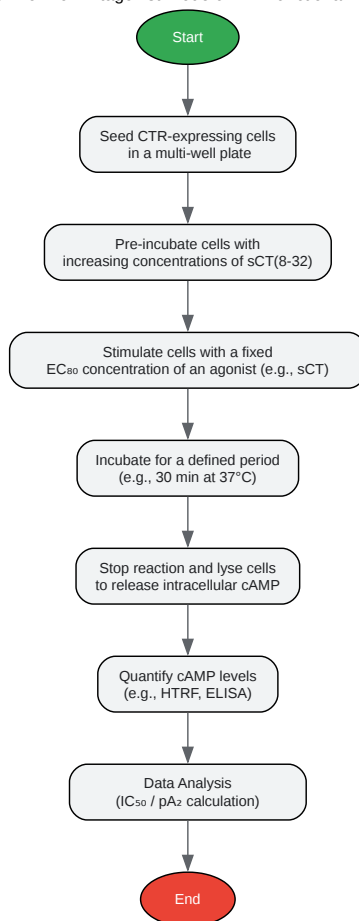 Start
Seed CTR-expressing cells
in a multi-well plate
Pre-incubate cells with
increasing concentrations of sCT(8-32)
Stimulate cells with a fixed
EC₈₀ concentration of an agonist (e.g., sCT)
Incubate for a defined period
(e.g., 30 min at 37°C)
Stop reaction and lyse cells
to release intracellular cAMP
Quantify cAMP levels
(e.g., HTRF, ELISA)
Data Analysis
(IC₅₀ / pA₂ calculation)
End